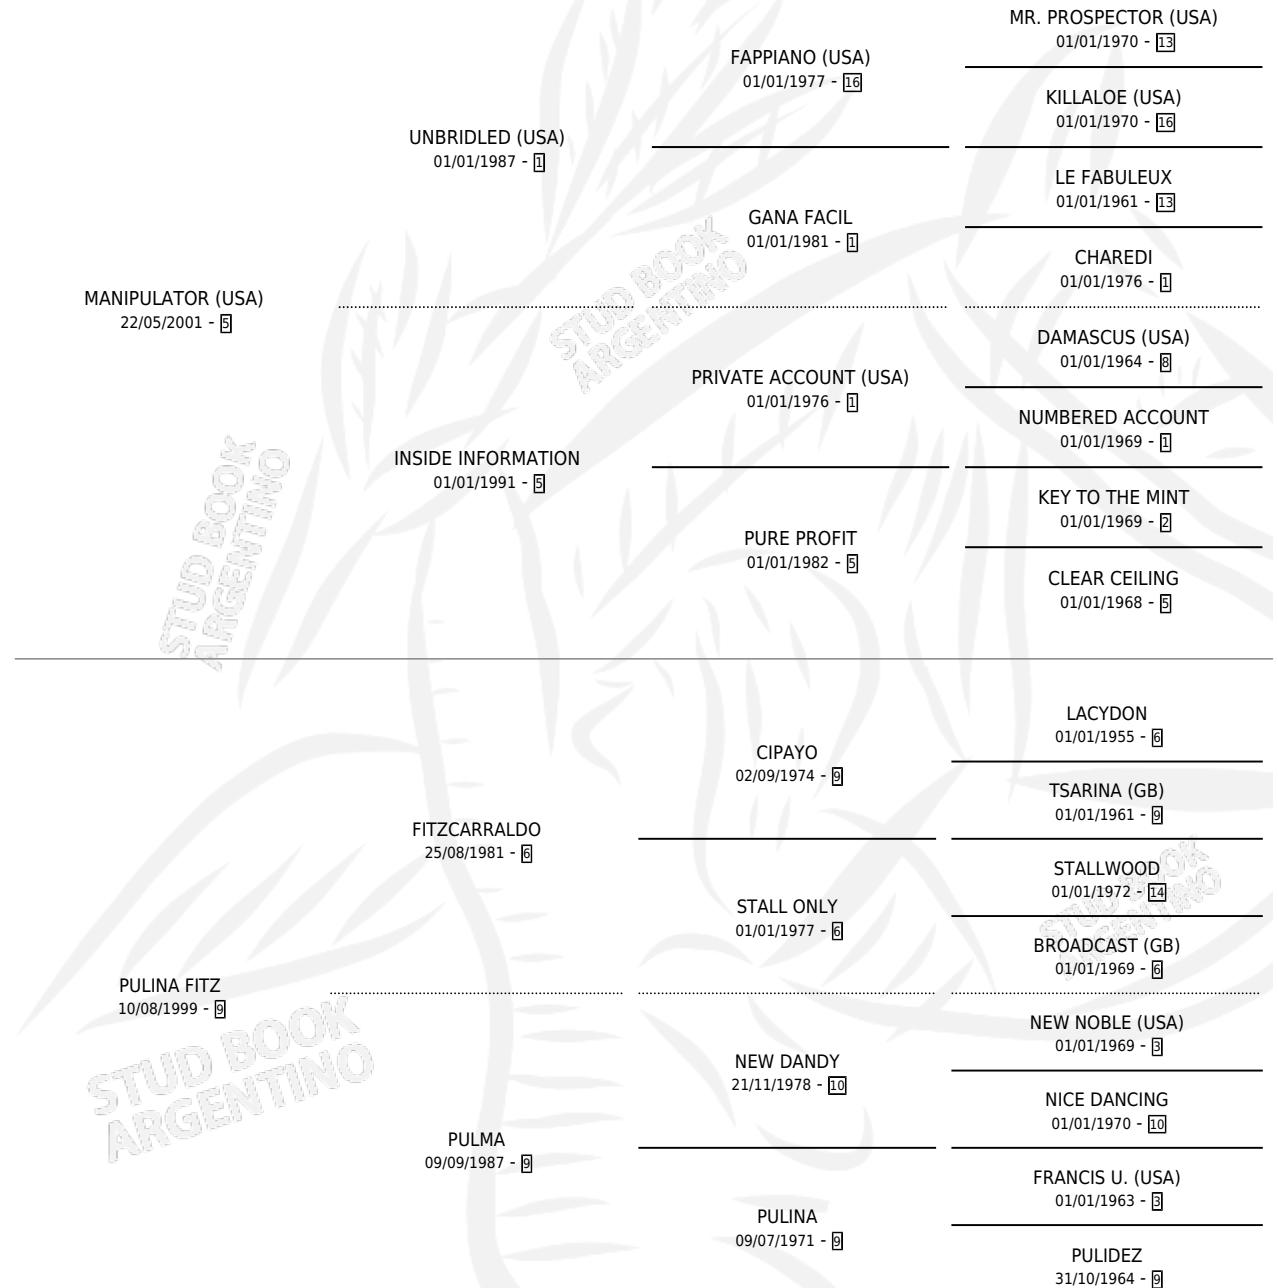 MR. PROSPECTOR (USA)
01/01/1970 - 13
FAPPIANO (USA)
01/01/1977 - 16
KILLALOE (USA)
01/01/1970 - 16
UNBRIDLED (USA)
01/01/1987 - 1
LE FABULEUX
01/01/1961 - 13
GANA FACIL
01/01/1981 - 1
CHAREDI
01/01/1976 - 1
MANIPULATOR (USA)
22/05/2001 - 5
DAMASCUS (USA)
01/01/1964 - 8
PRIVATE ACCOUNT (USA)
01/01/1976 - 1
NUMBERED ACCOUNT
01/01/1969 - 1
INSIDE INFORMATION
01/01/1991 - 5
KEY TO THE MINT
01/01/1969 - 2
PURE PROFIT
01/01/1982 - 5
CLEAR CEILING
01/01/1968 - 5
LACYDON
01/01/1955 - 6
CIPAYO
02/09/1974 - 9
TSARINA (GB)
01/01/1961 - 9
FITZCARRALDO
25/08/1981 - 6
STALLWOOD
01/01/1972 - 14
STALL ONLY
01/01/1977 - 6
BROADCAST (GB)
01/01/1969 - 6
PULINA FITZ
10/08/1999 - 9
NEW NOBLE (USA)
01/01/1969 - 3
NEW DANDY
21/11/1978 - 10
NICE DANCING
01/01/1970 - 10
PULMA
09/09/1987 - 9
FRANCIS U. (USA)
01/01/1963 - 3
PULINA
09/07/1971 - 9
PULIDEZ
31/10/1964 - 9
STUD BOOK
ARGENTINO
STUD BOOK
ARGENTINO
STUD BOOK
ARGENTINO
STUD BOOK
ARGENTINO